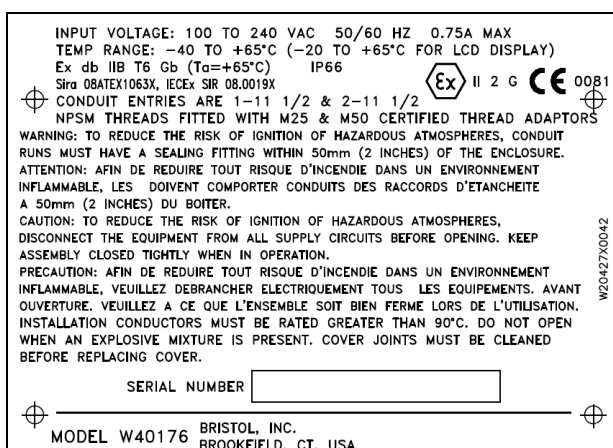 INPUT VOLTAGE: 100 TO 240 VAC 50/60 HZ 0.75A MAX
TEMP RANGE: -40 TO +65°C (-20 TO +65°C FOR LCD DISPLAY)
Ex db IIB T6 Gb (Ta=+65°C) IP66
Sira 08ATEX1063X, IECEx SIR 08.0019X
Ex II 2 G CE 0081
CONDUIT ENTRIES ARE 1-11 1/2 & 2-11 1/2
NPSM THREADS FITTED WITH M25 & M50 CERTIFIED THREAD ADAPTORS
WARNING: TO REDUCE THE RISK OF IGNITION OF HAZARDOUS ATMOSPHERES, CONDUIT
RUNS MUST HAVE A SEALING FITTING WITHIN 50mm (2 INCHES) OF THE ENCLOSURE.
ATTENTION: AFIN DE REDUIRE TOUT RISQUE D'INCENDIE DANS UN ENVIRONNEMENT
INFLAMMABLE, LES DOIVENT COMPORTER CONDUITS DES RACCORDS D'ETANCHEITE
A 50mm (2 INCHES) DU BOITER.
CAUTION: TO REDUCE THE RISK OF IGNITION OF HAZARDOUS ATMOSPHERES,
DISCONNECT THE EQUIPMENT FROM ALL SUPPLY CIRCUITS BEFORE OPENING. KEEP
ASSEMBLY CLOSED TIGHTLY WHEN IN OPERATION.
PRECAUTION: AFIN DE REDUIRE TOUT RISQUE D'INCENDIE DANS UN ENVIRONNEMENT
INFLAMMABLE, VEUILLEZ DEBRANCHER ELECTRIQUEMENT TOUS LES EQUIPEMENTS. AVANT
OUVERTURE. VEUILLEZ A CE QUE L'ENSEMBLE SOIT BIEN FERME LORS DE L'UTILISATION.
INSTALLATION CONDUCTORS MUST BE RATED GREATER THAN 90°C. DO NOT OPEN
WHEN AN EXPLOSIVE MIXTURE IS PRESENT. COVER JOINTS MUST BE CLEANED
BEFORE REPLACING COVER.
W20427X0042
SERIAL NUMBER
MODEL W40176 BRISTOL, INC.
BROOKFIELD, CT. USA